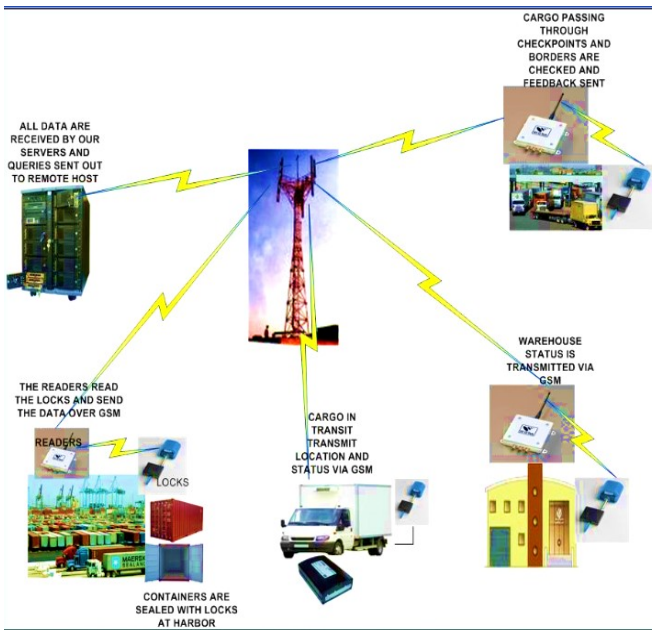 CARGO PASSING
THROUGH
CHECKPOINTS AND
BORDERS ARE
CHECKED AND
FEEDBACK SENT
ALL DATA ARE
RECEIVED BY OUR
SERVERS AND
QUERIES SENT OUT
TO REMOTE HOST
WAREHOUSE
STATUS IS
TRANSMITTED VIA
GSM
THE READERS READ
THE LOCKS AND SEND
THE DATA OVER GSM
READERS
LOCKS
CARGO IN
TRANSIT
TRANSMIT
LOCATION AND
STATUS VIA GSM
MAERSK
SEALAND
CONTAINERS ARE
SEALED WITH LOCKS
AT HARBOR